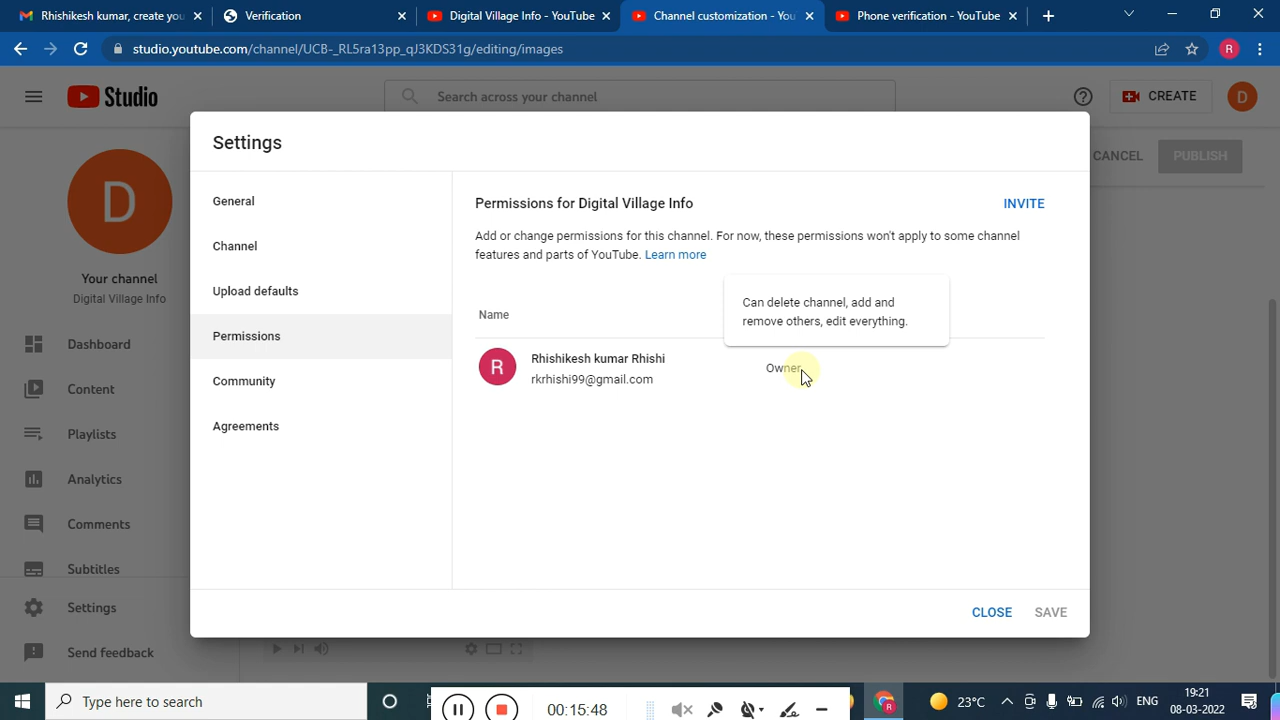 Rhishikesh kumar, create you
Verification
Digital Village Info - YouTube
Channel customization - You
Phone verification - YouTube
studio.youtube.com/channel/UCB-_RL5ra13pp_qJ3KDS31g/editing/images
R
Studio
Search across your channel
CREATE
D
CANCEL
PUBLISH
D
Your channel
Digital Village Info
Dashboard
Content
Playlists
Analytics
Comments
Subtitles
Settings
Send feedback
Settings
General
Channel
Upload defaults
Permissions
Community
Agreements
Permissions for Digital Village Info
INVITE
Add or change permissions for this channel. For now, these permissions won't apply to some channel
features and parts of YouTube. Learn more
Can delete channel, add and
remove others, edit everything.
Name
R
Rhishikesh kumar Rhishi
rkrhishi99@gmail.com
Owner
CLOSE
SAVE
Type here to search
00:15:48
R
23°C
ENG
19:21
08-03-2022